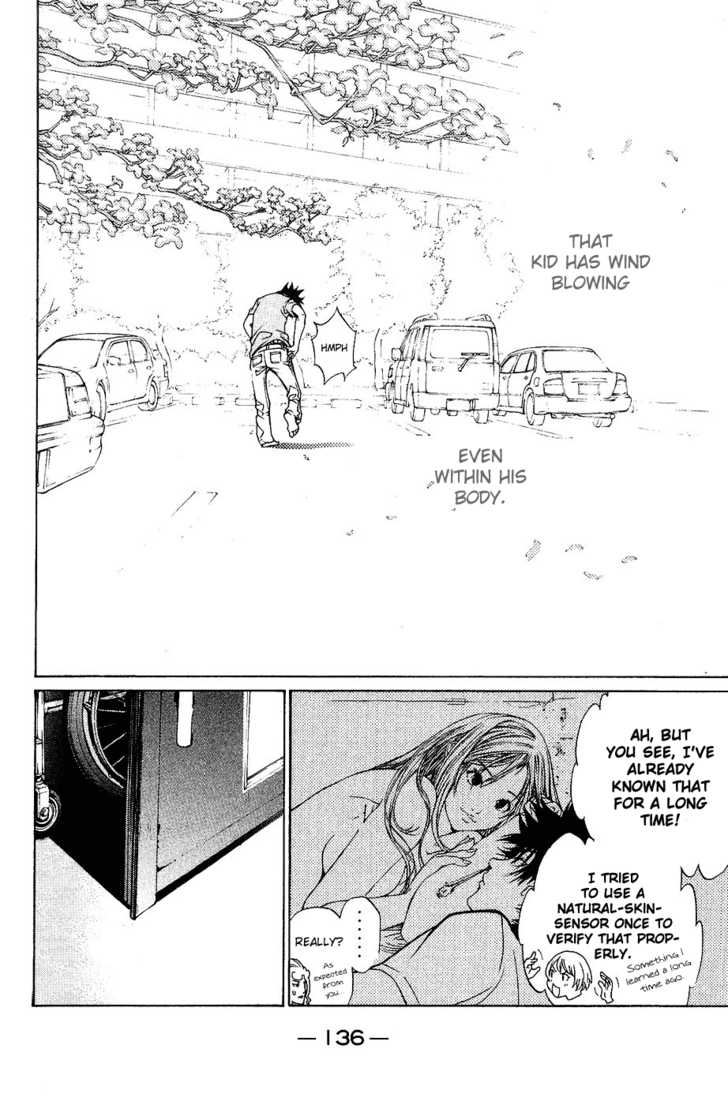 THAT
KID HAS WIND
BLOWING
HMPH
EVEN
WITHIN HIS
BODY.
AH, BUT
YOU SEE, I'VE
ALREADY
KNOWN THAT
FOR A LONG
TIME!
I TRIED
TO USE A
NATURAL-SKIN-
SENSOR ONCE TO
VERIFY THAT PROP-
ERLY.
Something I
learned a long
time ago.
......
REALLY?
As
expected
from
you...
— 136 —